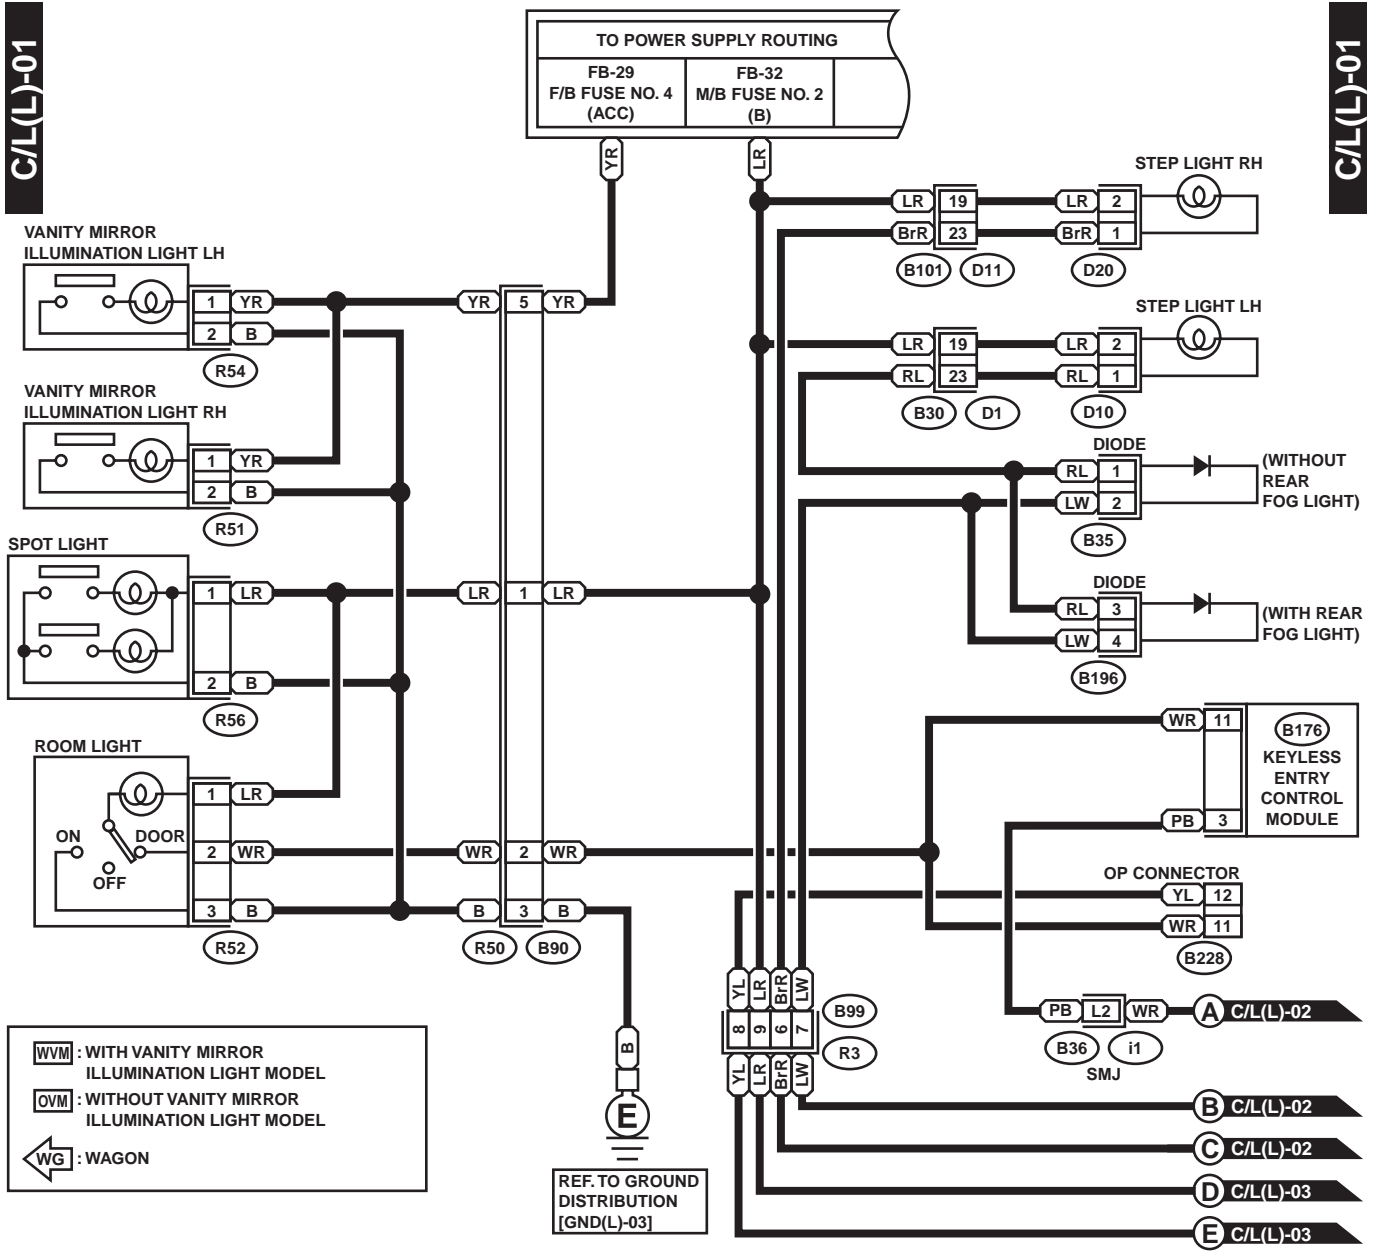 C/L(L)-01
C/L(L)-01
TO POWER SUPPLY ROUTING
FB-29
F/B FUSE NO. 4
(ACC)
FB-32
M/B FUSE NO. 2
(B)
YR
LR
STEP LIGHT RH
LR 19 LR 2
BrR 23 BrR 1
B101 D11 D20
VANITY MIRROR
ILLUMINATION LIGHT LH
1 YR YR 5 YR
2 B
R54
STEP LIGHT LH
LR 19 LR 2
RL 23 RL 1
B30 D1 D10
VANITY MIRROR
ILLUMINATION LIGHT RH
1 YR
2 B
R51
DIODE
RL 1
LW 2
B35
(WITHOUT
REAR
FOG LIGHT)
SPOT LIGHT
1 LR LR 1 LR
2 B
R56
DIODE
RL 3
LW 4
B196
(WITH REAR
FOG LIGHT)
ROOM LIGHT
1 LR
ON DOOR
OFF
2 WR WR 2 WR
3 B B 3 B
R52 R50 B90
WR 11
B176
KEYLESS
ENTRY
CONTROL
MODULE
PB 3
OP CONNECTOR
YL 12
WR 11
B228
YL LR BrR LW
8 9 6 7
B99
R3
YL LR BrR LW
PB L2 WR A C/L(L)-02
B36 i1
SMJ
B C/L(L)-02
C C/L(L)-02
D C/L(L)-03
E C/L(L)-03
B
E
REF. TO GROUND
DISTRIBUTION
[GND(L)-03]
WVM : WITH VANITY MIRROR
ILLUMINATION LIGHT MODEL
OVM : WITHOUT VANITY MIRROR
ILLUMINATION LIGHT MODEL
WG : WAGON